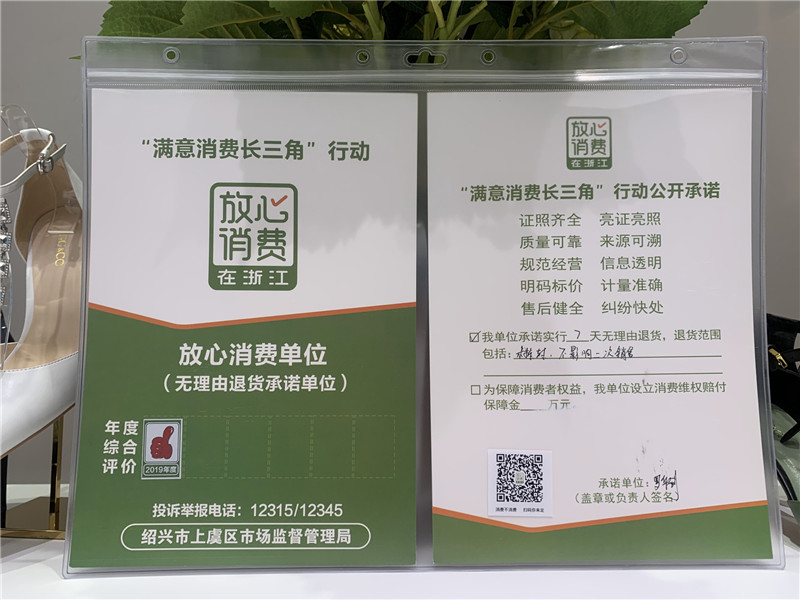 “满意消费长三角”行动
放心
消费
在浙江
放心消费单位
（无理由退货承诺单位）
年度
综合
评价
2019年度
投诉举报电话：12315/12345
绍兴市上虞区市场监督管理局
放心
消费
在浙江
“满意消费长三角”行动公开承诺
证照齐全 亮证亮照
质量可靠 来源可溯
规范经营 信息透明
明码标价 计量准确
售后健全 纠纷快处
☑我单位承诺实行 7 天无理由退货，退货范围
包括：不影响二次销售
□为保障消费者权益，我单位设立消费维权赔付
保障金 万元
承诺单位：
（盖章或负责人签名）